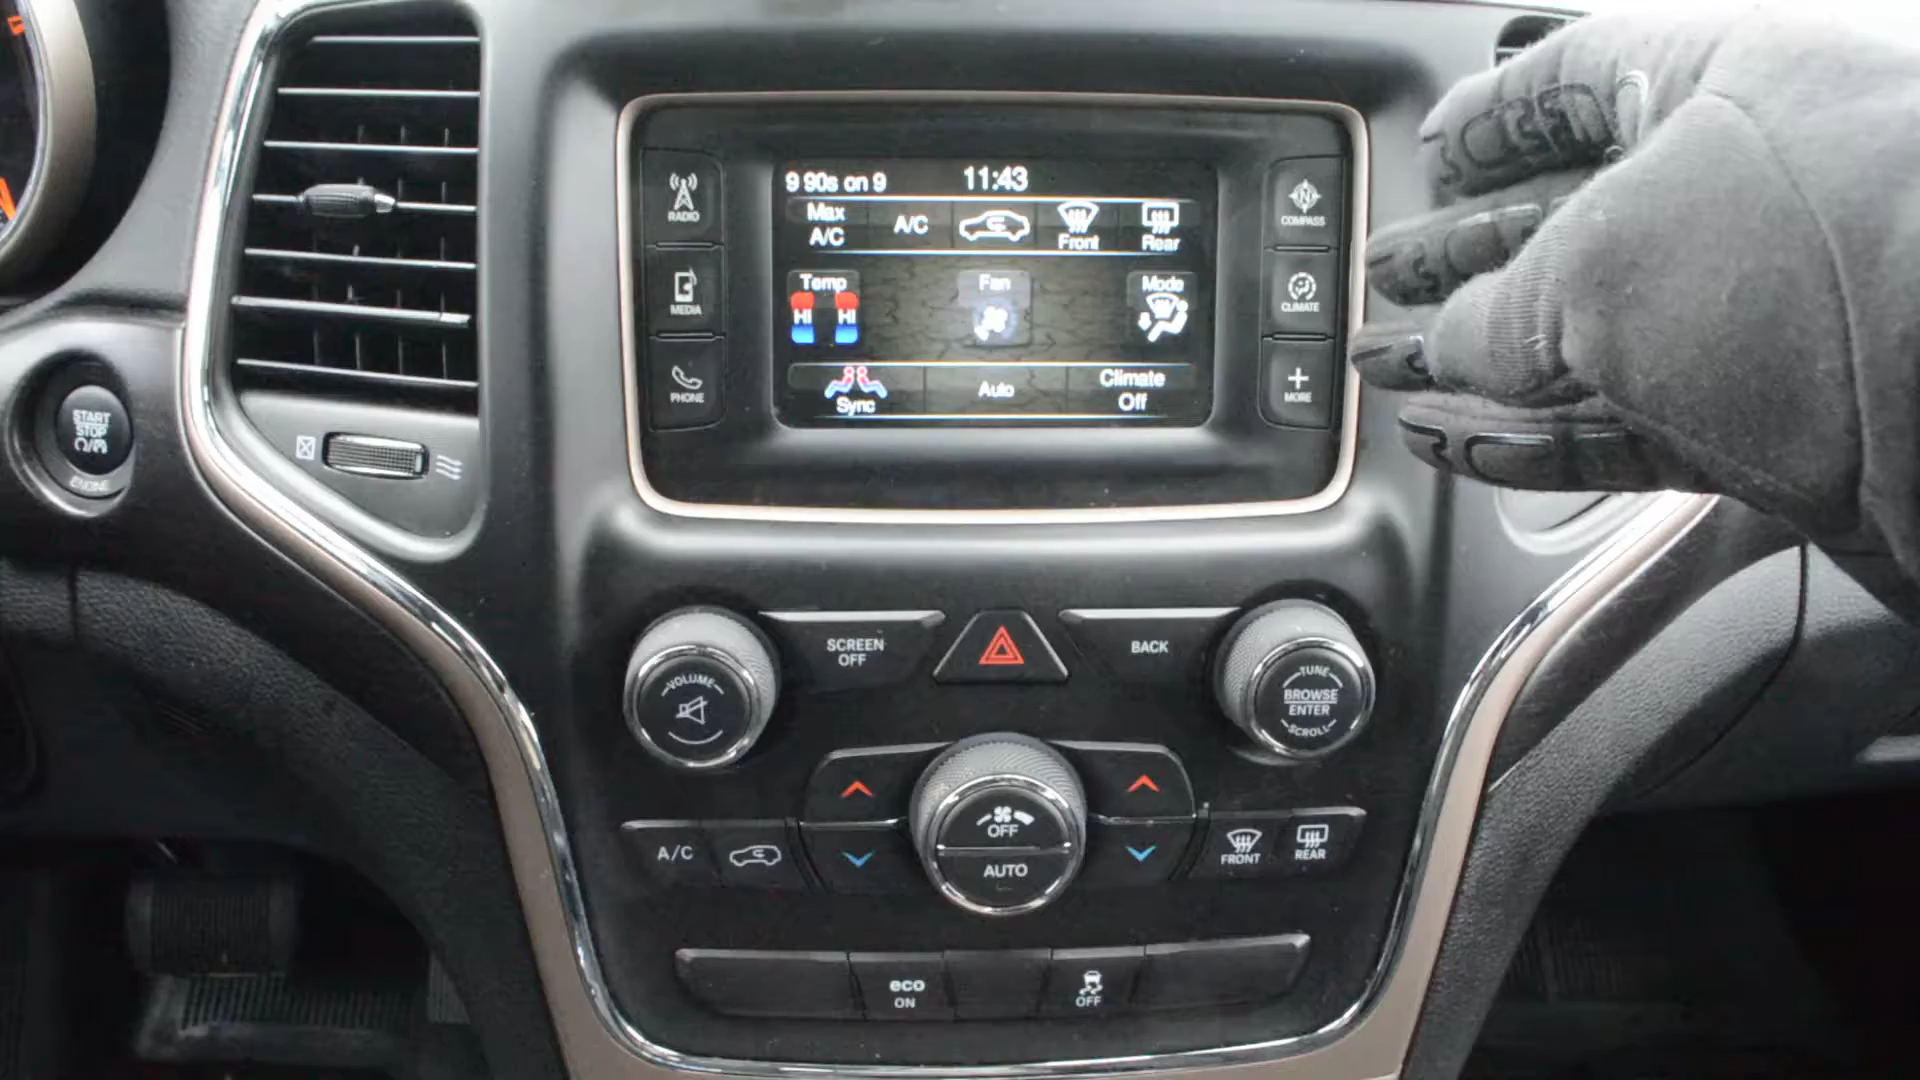 9 90s on 9
11:43
Max
A/C
A/C
Front
Rear
Temp
HI
HI
Fan
Mode
Sync
Auto
Climate
Off
RADIO
MEDIA
PHONE
N
COMPASS
CLIMATE
MORE
START
STOP
ENGINE
VOLUME
SCREEN
OFF
BACK
TUNE
BROWSE
ENTER
SCROLL
OFF
AUTO
A/C
FRONT
REAR
eco
ON
OFF